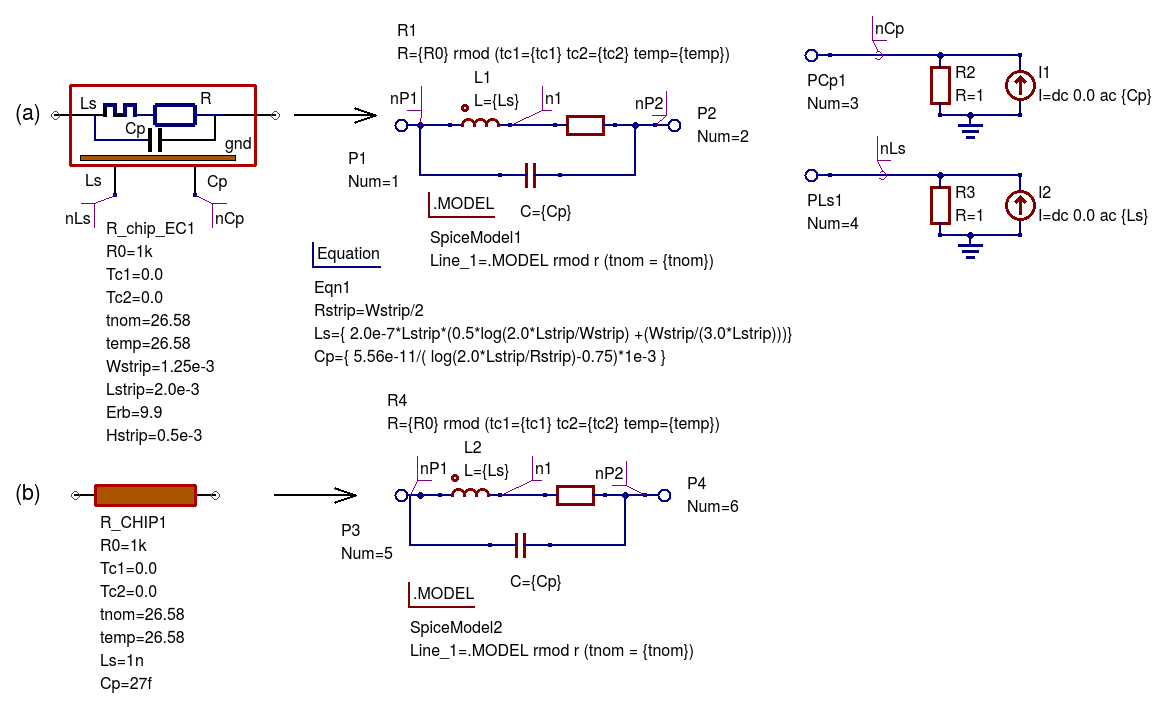 (a)
Ls
R
Cp
gnd
Ls
Cp
nLs
nCp
R_chip_EC1
R0=1k
Tc1=0.0
Tc2=0.0
tnom=26.58
temp=26.58
Wstrip=1.25e-3
Lstrip=2.0e-3
Erb=9.9
Hstrip=0.5e-3
R1
R={R0} rmod (tc1={tc1} tc2={tc2} temp={temp})
L1
L={Ls}
nP1
n1
nP2
P2
Num=2
P1
Num=1
C={Cp}
.MODEL
SpiceModel1
Line_1=.MODEL rmod r (tnom = {tnom})
Equation
Eqn1
Rstrip=Wstrip/2
Ls={ 2.0e-7*Lstrip*(0.5*log(2.0*Lstrip/Wstrip) +(Wstrip/(3.0*Lstrip)))}
Cp={ 5.56e-11/( log(2.0*Lstrip/Rstrip)-0.75)*1e-3 }
nCp
PCp1
Num=3
R2
R=1
I1
I=dc 0.0 ac {Cp}
nLs
PLs1
Num=4
R3
R=1
I2
I=dc 0.0 ac {Ls}
(b)
R_CHIP1
R0=1k
Tc1=0.0
Tc2=0.0
tnom=26.58
temp=26.58
Ls=1n
Cp=27f
R4
R={R0} rmod (tc1={tc1} tc2={tc2} temp={temp})
L2
L={Ls}
nP1
n1
nP2
P4
Num=6
P3
Num=5
C={Cp}
.MODEL
SpiceModel2
Line_1=.MODEL rmod r (tnom = {tnom})